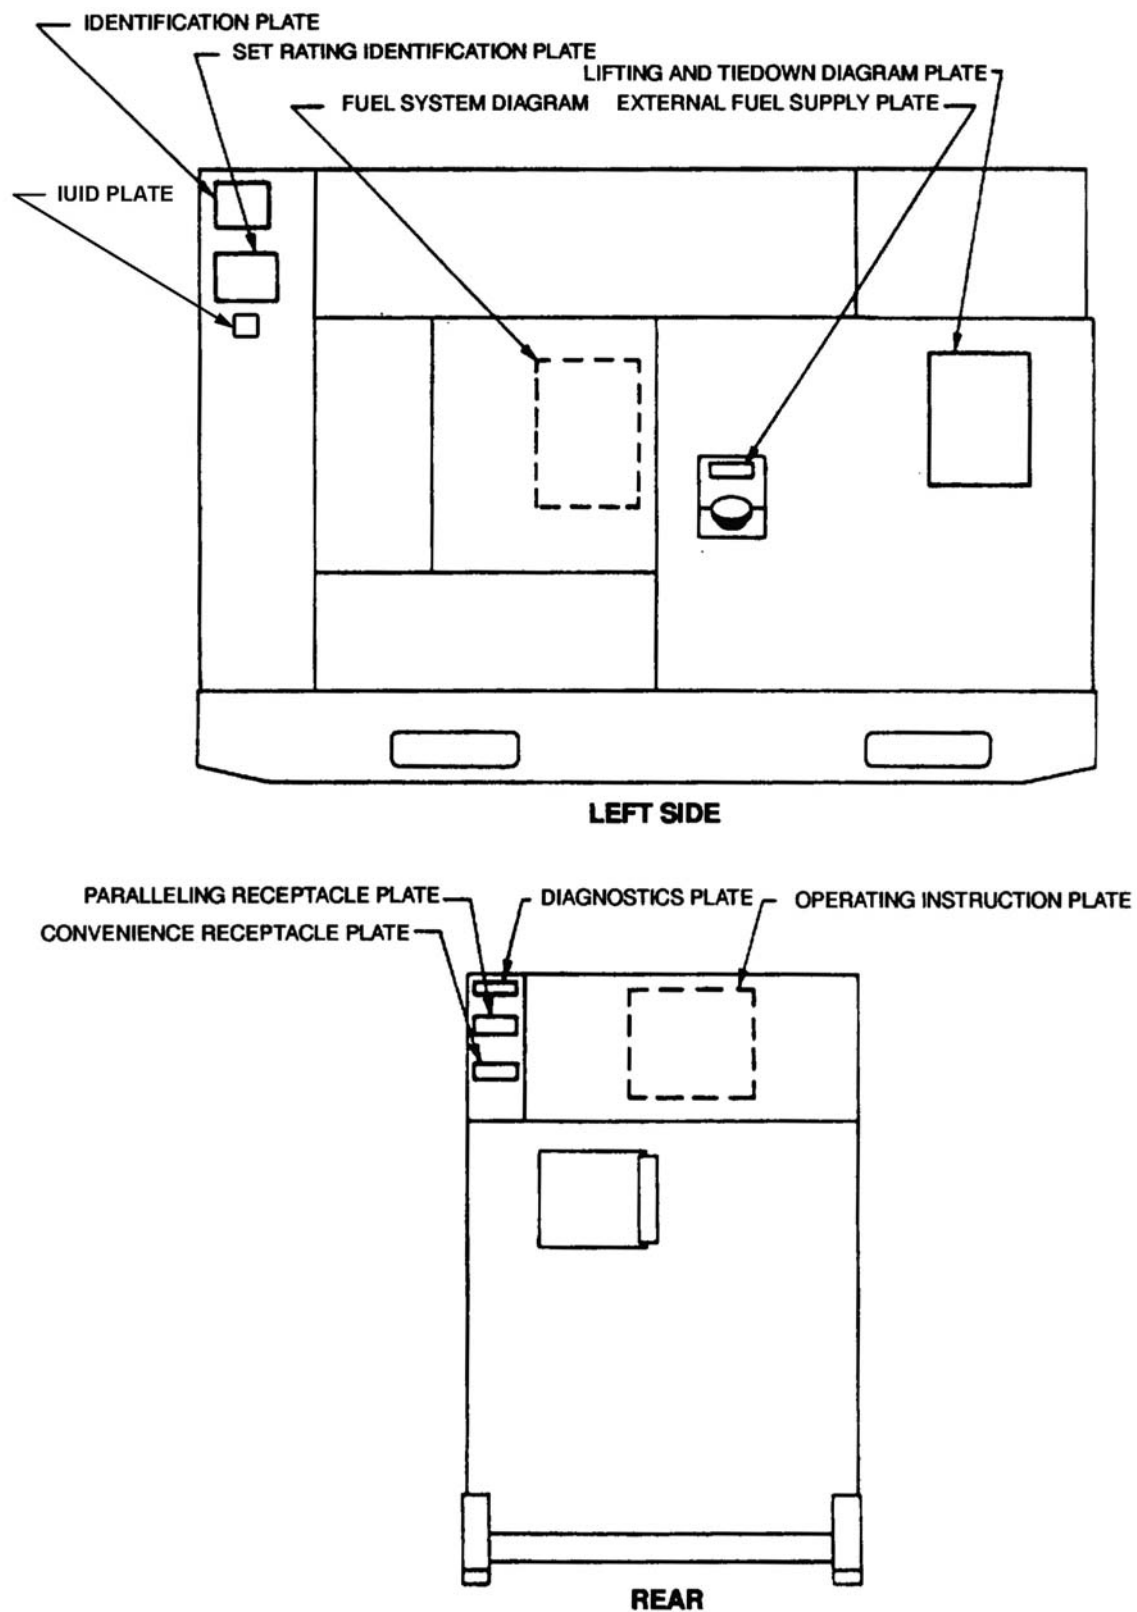 IDENTIFICATION PLATE
SET RATING IDENTIFICATION PLATE
LIFTING AND TIEDOWN DIAGRAM PLATE
FUEL SYSTEM DIAGRAM
EXTERNAL FUEL SUPPLY PLATE
IUID PLATE
LEFT SIDE
PARALLELING RECEPTACLE PLATE
DIAGNOSTICS PLATE
OPERATING INSTRUCTION PLATE
CONVENIENCE RECEPTACLE PLATE
REAR